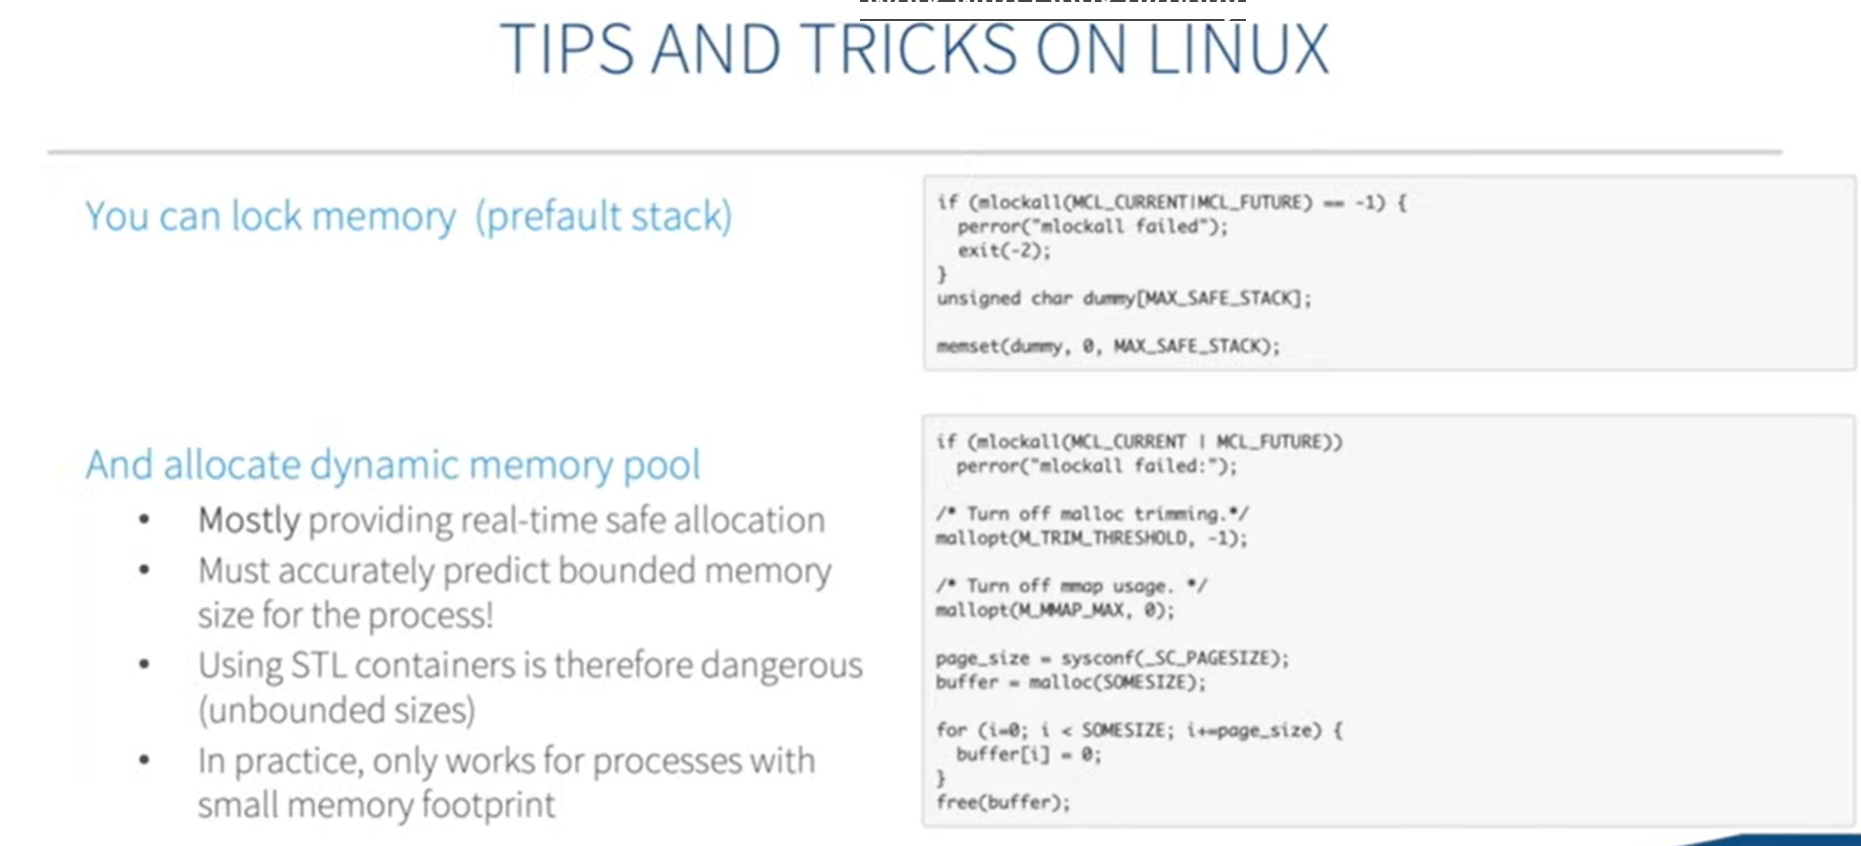 TIPS AND TRICKS ON LINUX
You can lock memory (prefault stack)
if (mlockall(MCL_CURRENT|MCL_FUTURE) == -1) {
perror("mlockall failed");
exit(-2);
}
unsigned char dummy[MAX_SAFE_STACK];
memset(dummy, 0, MAX_SAFE_STACK);
And allocate dynamic memory pool
• Mostly providing real-time safe allocation
• Must accurately predict bounded memory
size for the process!
• Using STL containers is therefore dangerous
(unbounded sizes)
• In practice, only works for processes with
small memory footprint
if (mlockall(MCL_CURRENT | MCL_FUTURE))
perror("mlockall failed:");
/* Turn off malloc trimming.*/
mallopt(M_TRIM_THRESHOLD, -1);
/* Turn off mmap usage. */
mallopt(M_MMAP_MAX, 0);
page_size = sysconf(_SC_PAGESIZE);
buffer = malloc(SOMESIZE);
for (i=0; i < SOMESIZE; i+=page_size) {
buffer[i] = 0;
}
free(buffer);